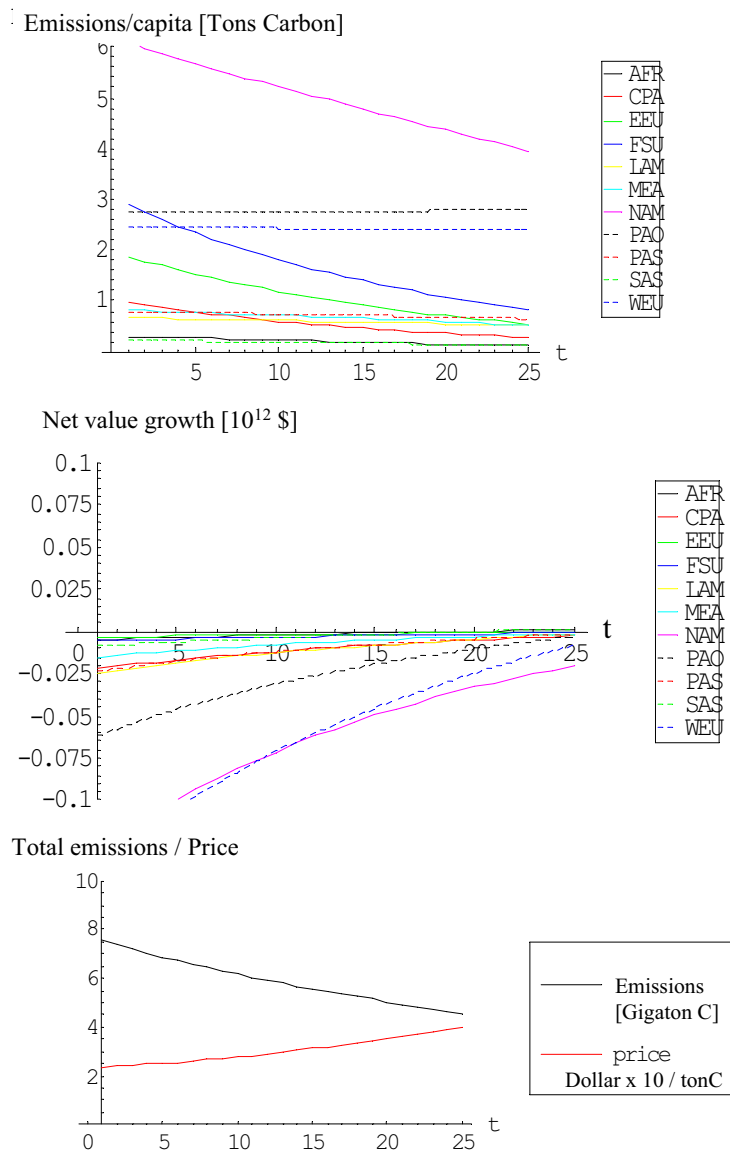 Emissions/capita [Tons Carbon]
6
5
4
3
2
1
5 10 15 20 25 t
AFR
CPA
EEU
FSU
LAM
MEA
NAM
PAO
PAS
SAS
WEU
Net value growth [10¹² $]
0.1
0.075
0.05
0.025
0 5 10 15 20 25 t
-0.025
-0.05
-0.075
-0.1
AFR
CPA
EEU
FSU
LAM
MEA
NAM
PAO
PAS
SAS
WEU
Total emissions / Price
10
8
6
4
2
0 5 10 15 20 25 t
Emissions
[Gigaton C]
price
Dollar x 10 / tonC